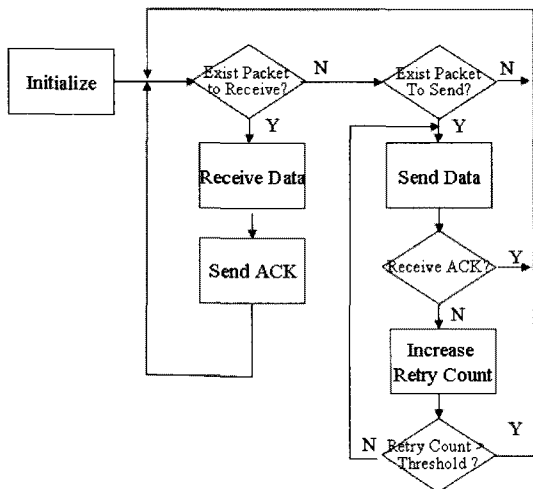 Initialize
Exist Packet
to Receive?
N
Exist Packet
To Send?
N
Y
Y
Receive Data
Send Data
Send ACK
Receive ACK?
Y
N
Increase
Retry Count
N
Retry Count >
Threshold ?
Y